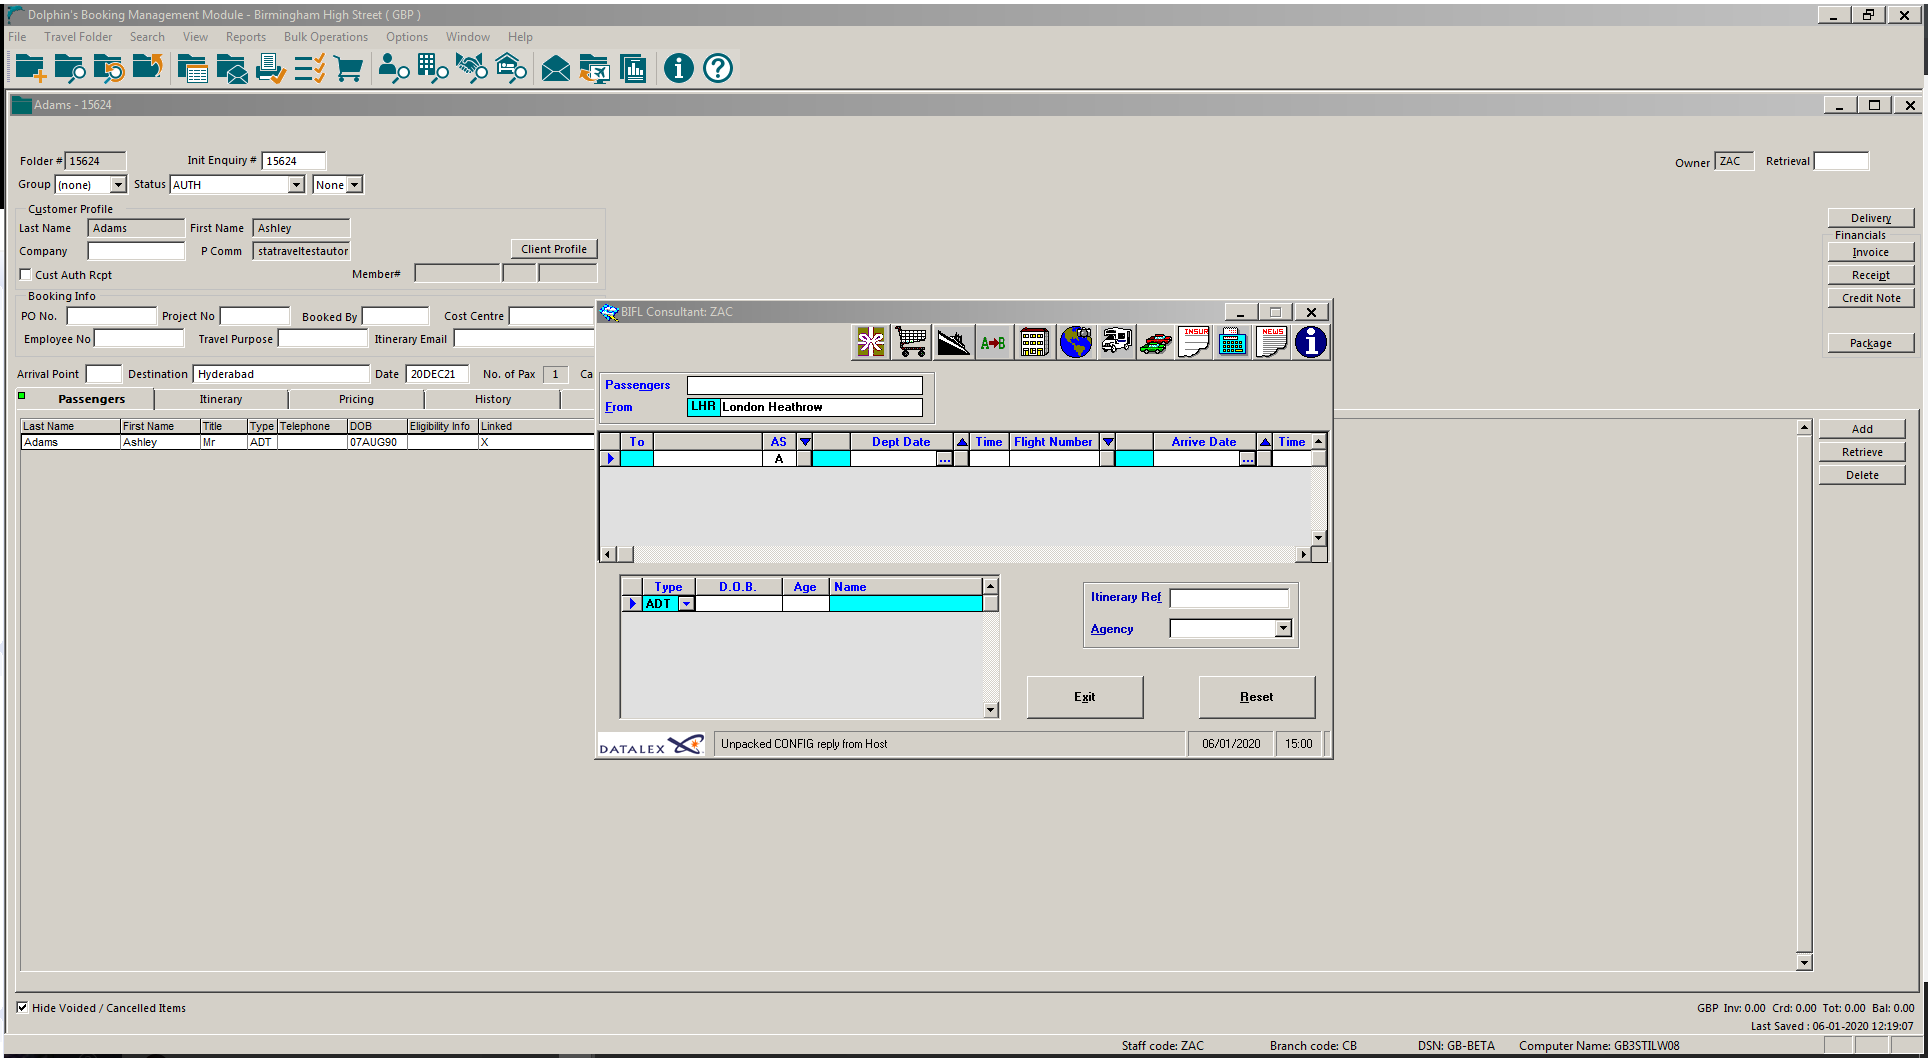 Dolphin's Booking Management Module - Birmingham High Street ( GBP )
File Travel Folder Search View Reports Bulk Operations Options Window Help
Adams - 15624
Folder # 15624 Init Enquiry # 15624 Owner ZAC Retrieval
Group (none) Status AUTH None
Customer Profile
Last Name Adams First Name Ashley
Company P Comm statraveltestautor Client Profile
Cust Auth Rcpt Member#
Booking Info
PO No. Project No Booked By Cost Centre
Employee No Travel Purpose Itinerary Email
Arrival Point Destination Hyderabad Date 20DEC21 No. of Pax 1 Ca
Passengers Itinerary Pricing History
Last Name First Name Title Type Telephone DOB Eligibility Info Linked
Adams Ashley Mr ADT 07AUG90 X
Delivery
Financials
Invoice
Receipt
Credit Note
Package
Add
Retrieve
Delete
BIFL Consultant: ZAC
A B INSUR NEWS
Passengers
From LHR London Heathrow
To AS Dept Date Time Flight Number Arrive Date Time
A ... ...
Type D.O.B. Age Name
ADT
Itinerary Ref
Agency
Exit Reset
DATALEX Unpacked CONFIG reply from Host 06/01/2020 15:00
Hide Voided / Cancelled Items
GBP Inv: 0.00 Crd: 0.00 Tot: 0.00 Bal: 0.00
Last Saved : 06-01-2020 12:19:07
Staff code: ZAC Branch code: CB DSN: GB-BETA Computer Name: GB3STILW08